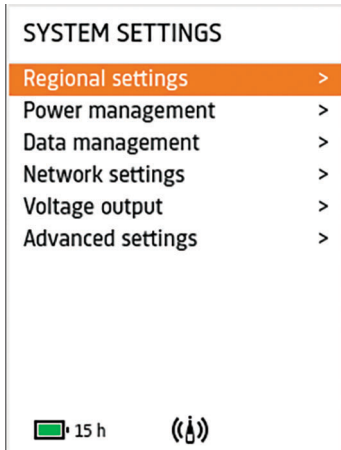 SYSTEM SETTINGS
Regional settings >
Power management >
Data management >
Network settings >
Voltage output >
Advanced settings >
15 h